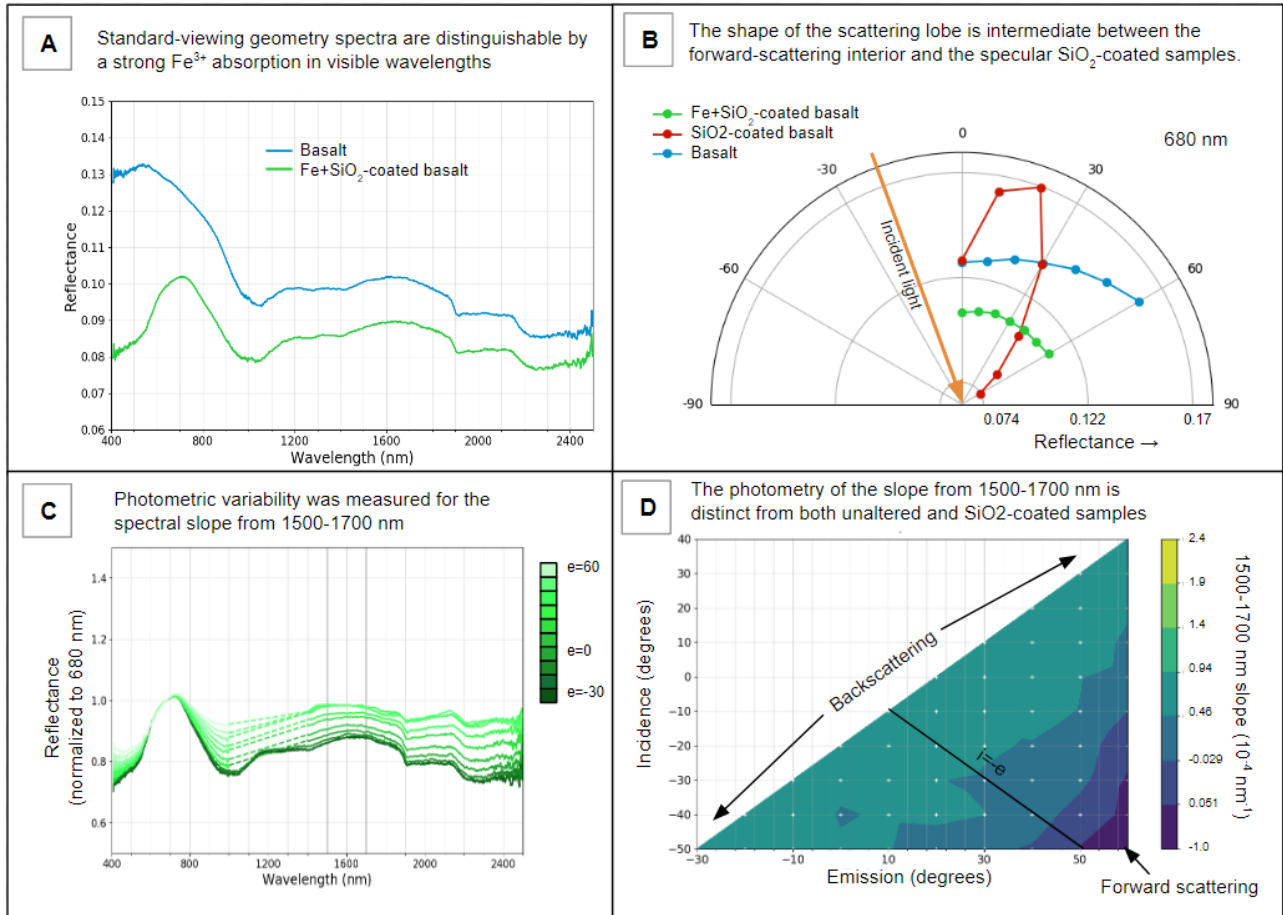 A
Standard-viewing geometry spectra are distinguishable by
a strong Fe³⁺ absorption in visible wavelengths
0.15
0.14
0.13
0.12
0.11
0.10
0.09
0.08
0.07
0.06
Reflectance
Basalt
Fe+SiO₂-coated basalt
400
800
1200
1600
2000
2400
Wavelength (nm)
B
The shape of the scattering lobe is intermediate between the
forward-scattering interior and the specular SiO₂-coated samples.
Fe+SiO₂-coated basalt
SiO2-coated basalt
Basalt
680 nm
-90
-60
-30
0
30
60
90
Incident light
0.074
0.122
0.17
Reflectance →
C
Photometric variability was measured for the
spectral slope from 1500-1700 nm
1.4
1.2
1.0
0.8
0.6
Reflectance
(normalized to 680 nm)
e=60
e=0
e=-30
400
800
1200
1600
2000
2400
Wavelength (nm)
D
The photometry of the slope from 1500-1700 nm is
distinct from both unaltered and SiO2-coated samples
40
40
30
20
10
0
−10
−20
−30
−40
−50
Incidence (degrees)
Backscattering
i=-e
−30
−10
10
30
50
Emission (degrees)
Forward scattering
2.4
1.9
1.4
0.94
0.46
-0.029
0.051
-1.0
1500-1700 nm slope (10⁻⁴ nm⁻¹)